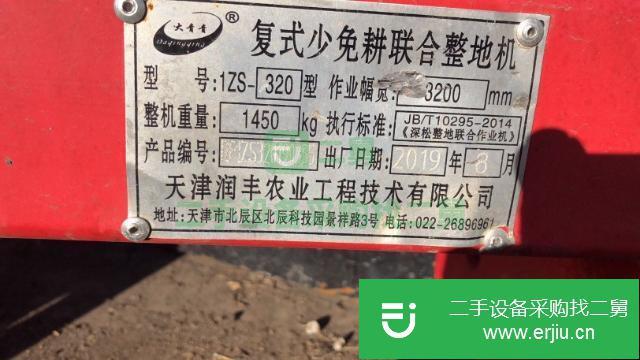 大青青 ®
Daqingqing
复式少免耕联合整地机
型 号:1ZS-320型 作业幅宽: 3200 mm
整机重量: 1450 kg 执行标准: JB/T10295-2014
《深松整地联合作业机》
产品编号: 出厂日期: 2019 年 8 月
天津润丰农业工程技术有限公司
地址: 天津市北辰区北辰科技园景祥路3号 电话: 022-26896961
二手设备采购找二舅
www.erjiu.cn